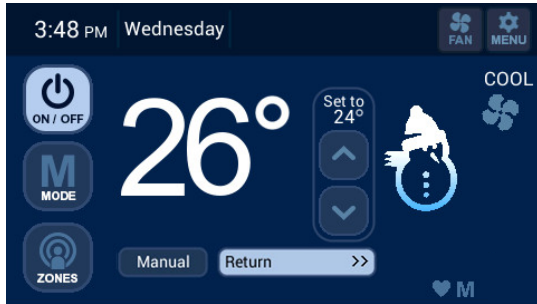 3:48 PM Wednesday
FAN MENU
COOL
ON / OFF
26°
Set to
24°
M
MODE
ZONES
Manual Return >>
M